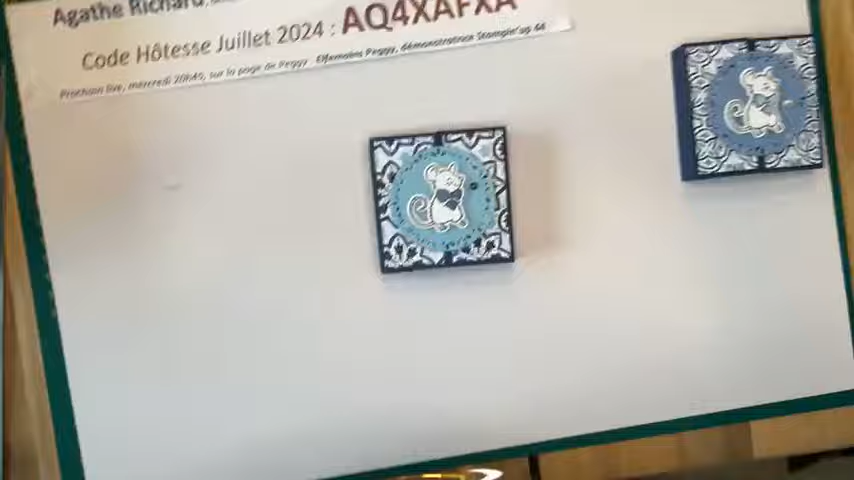 Agathe Richard
Code Hôtesse Juillet 2024 : AQ4XAFXA
Prochain live, mercredi 20h45, sur la page de Peggy : Elfemains Peggy, démonstratrice Stampin'up 44